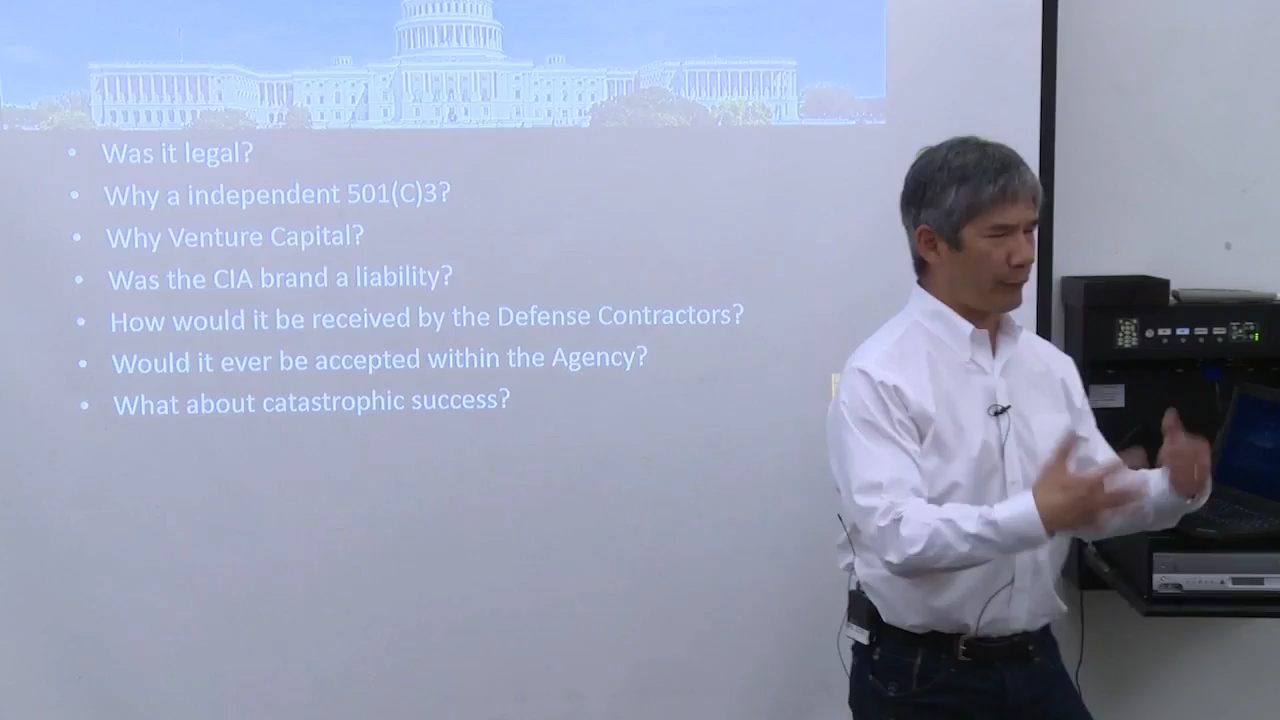 • Was it legal?
• Why a independent 501(C)3?
• Why Venture Capital?
• Was the CIA brand a liability?
• How would it be received by the Defense Contractors?
• Would it ever be accepted within the Agency?
• What about catastrophic success?